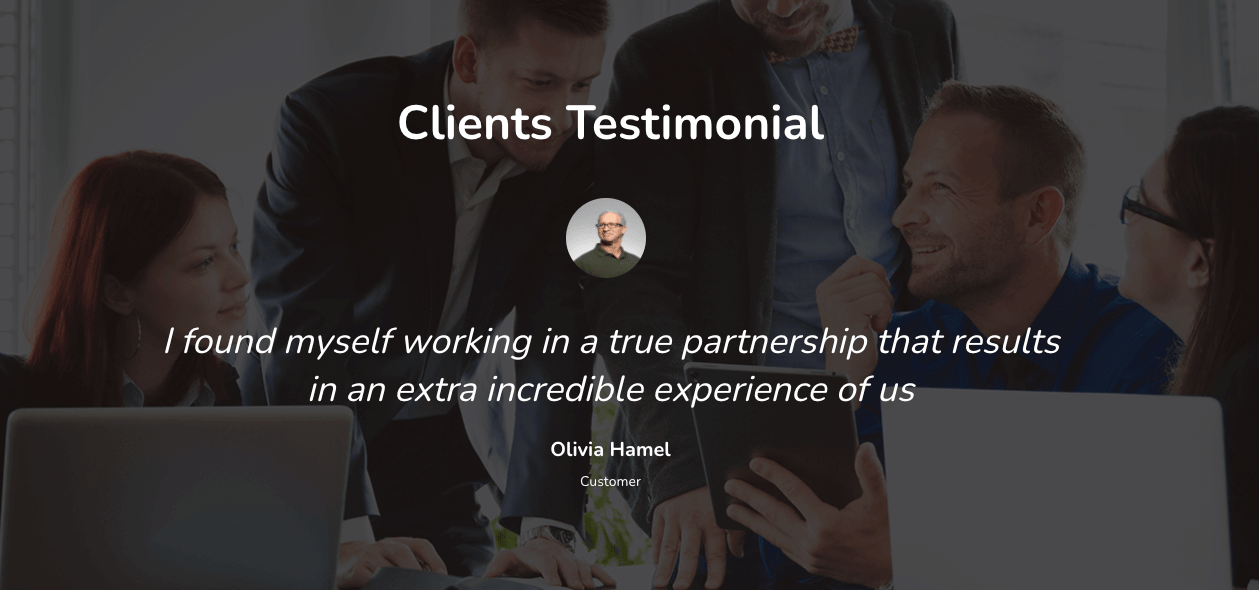 Clients Testimonial
I found myself working in a true partnership that results
in an extra incredible experience of us
Olivia Hamel
Customer